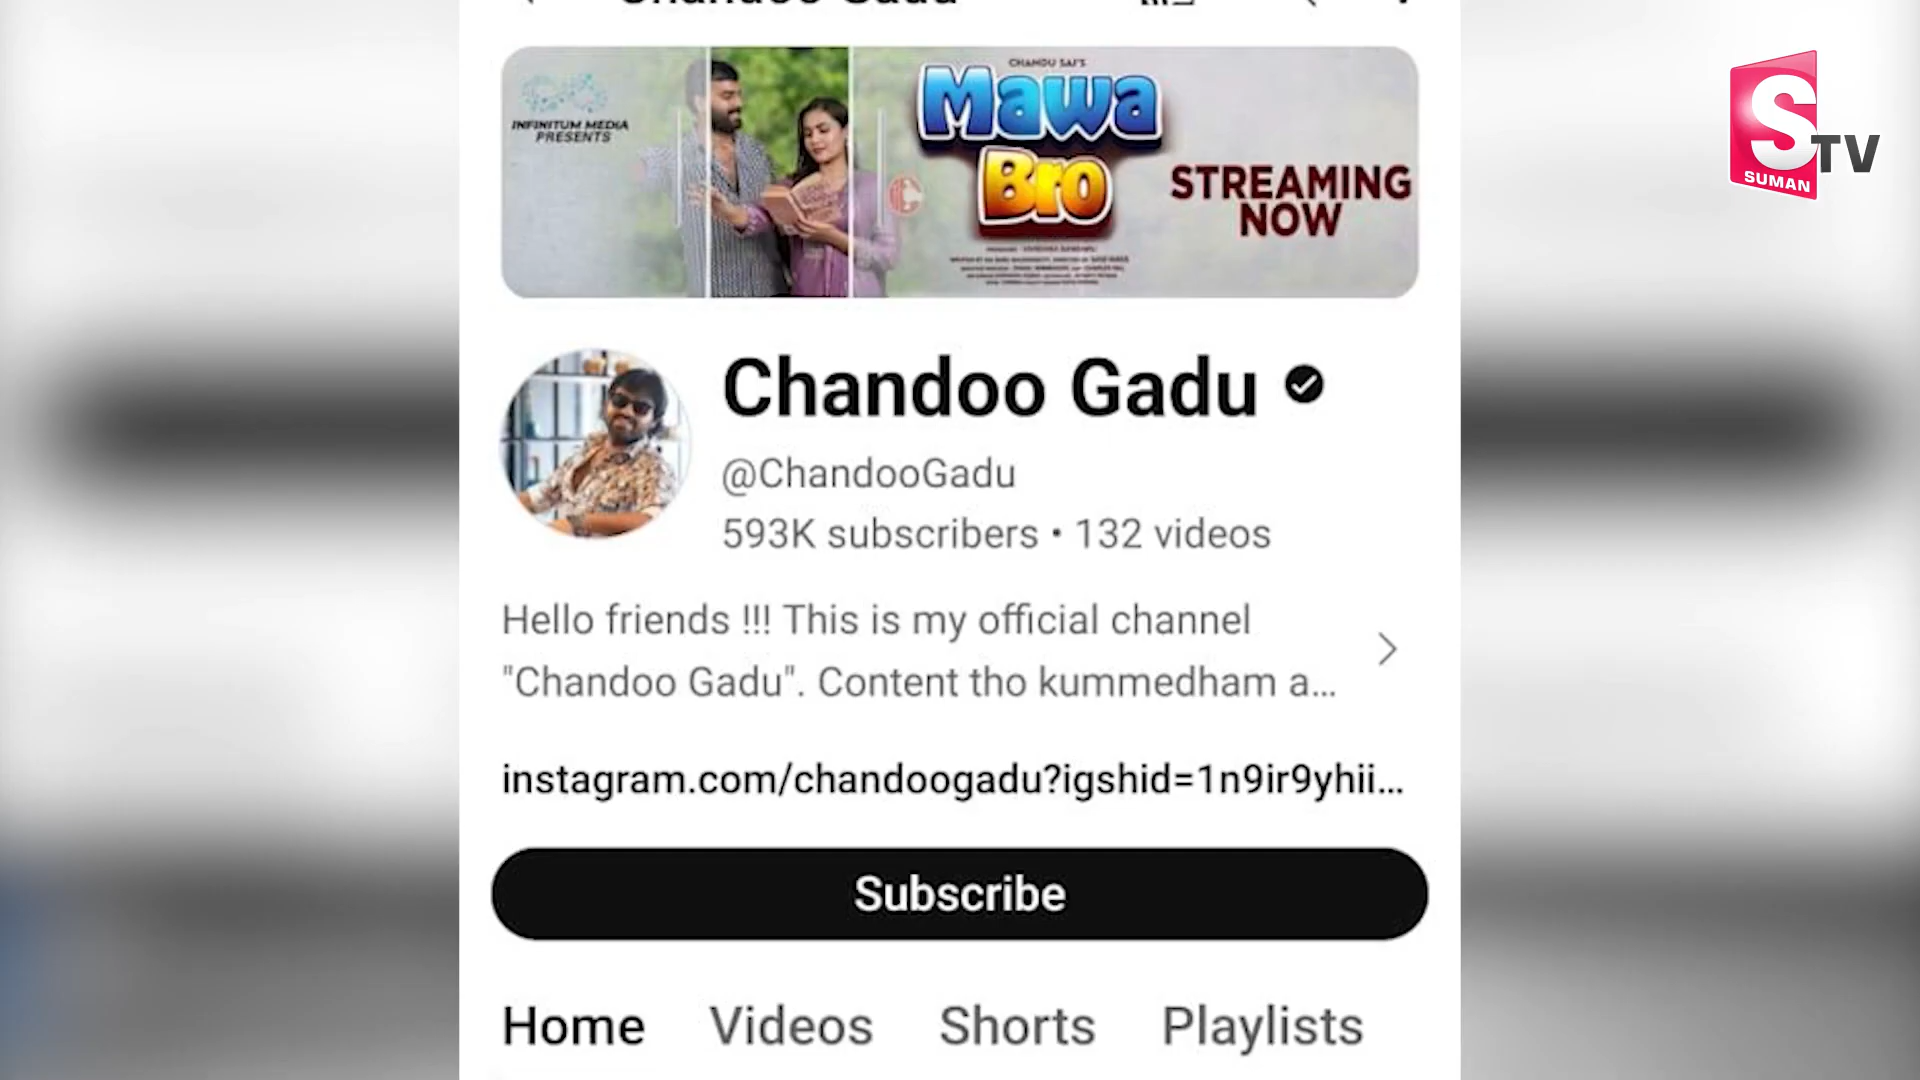 CHANDU SAI'S
Mawa
Bro
INFINITUM MEDIA
PRESENTS
STREAMING
NOW
S
TV
SUMAN
Chandoo Gadu
@ChandooGadu
593K subscribers • 132 videos
Hello friends !!! This is my official channel
"Chandoo Gadu". Content tho kummedham a...
instagram.com/chandoogadu?igshid=1n9ir9yhii...
Subscribe
Home Videos Shorts Playlists